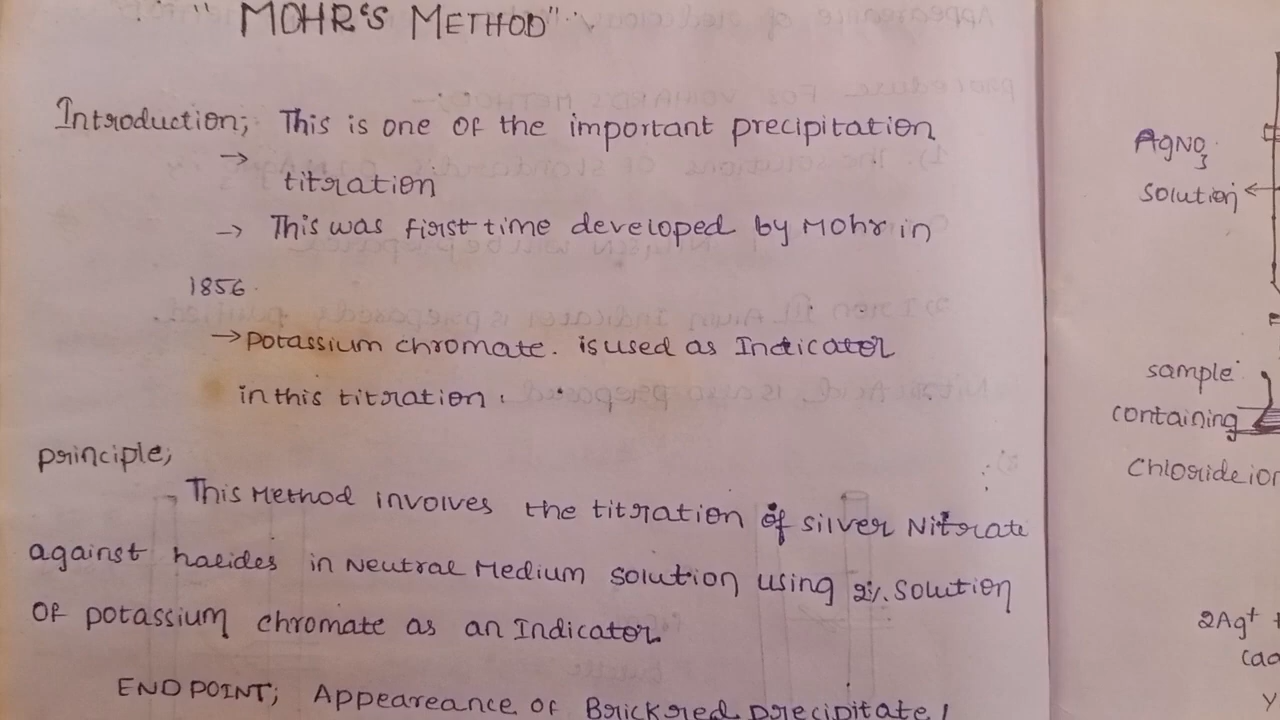 "MOHR'S METHOD"
Introduction; This is one of the important precipitation
→ titration
→ This was first time developed by Mohr in
1856.
→ Potassium chromate. is used as Indicator
in this titration.
principle;
→ This Method involves the titration of silver Nitrate
against halides in Neutral Medium solution using 2% Solution
of potassium chromate as an Indicator.
END POINT; Appeareance of Brickred precipitate!
AgNO3
solution ←
sample
containing
Chloride ion
2Ag+ +